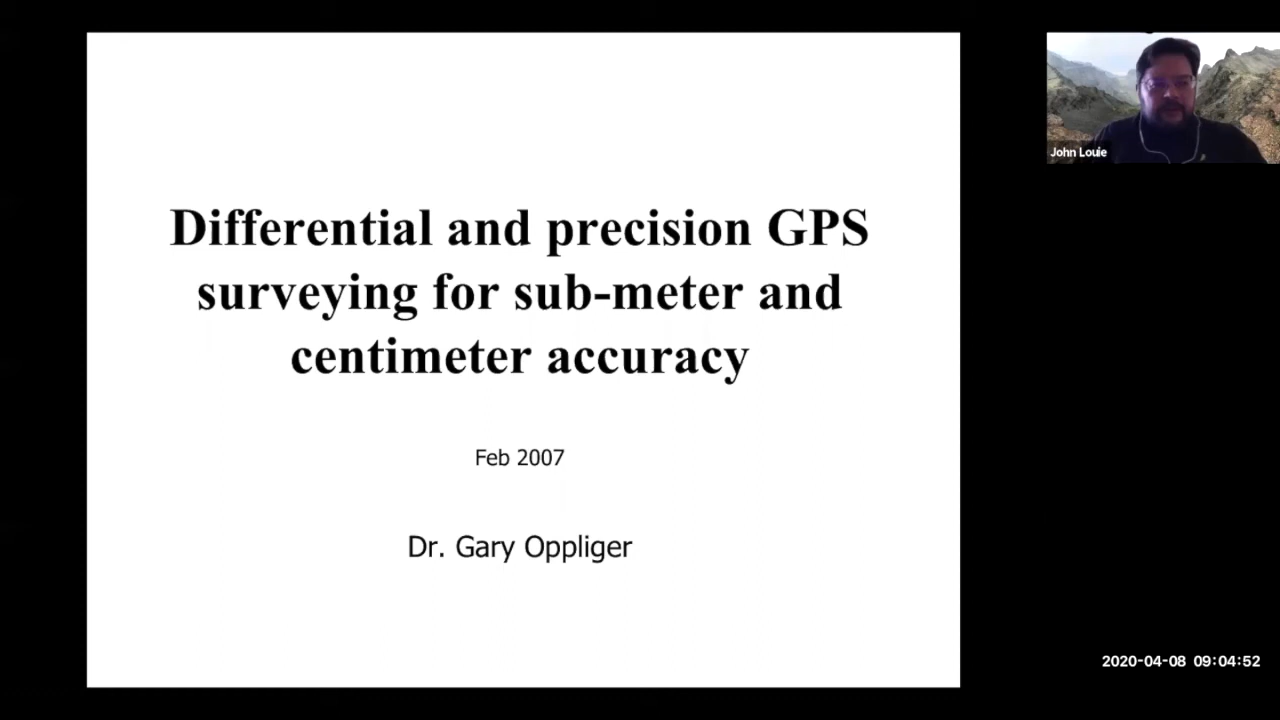 Differential and precision GPS
surveying for sub-meter and
centimeter accuracy
Feb 2007
Dr. Gary Oppliger
John Louie
2020-04-08 09:04:52